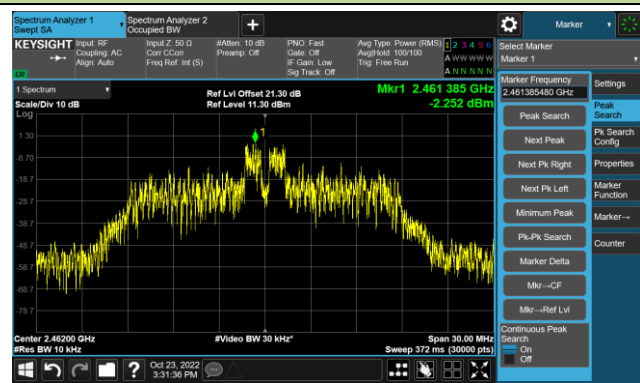 Spectrum Analyzer 1
Swept SA
Spectrum Analyzer 2
Occupied BW
+
Marker
KEYSIGHT
Input: RF
Coupling: AC
Align: Auto
Input Z: 50 Ω
Corr CCorr
Freq Ref: Int (S)
#Atten: 10 dB
Preamp: Off
PNO: Fast
Gate: Off
IF Gain: Low
Sig Track: Off
Avg Type: Power (RMS)
Avg|Hold: 100/100
Trig: Free Run
1 2 3 4 5 6
A W W W W W
A N N N N N
Select Marker
Marker 1
LXI
1 Spectrum
Scale/Div 10 dB
Log
Ref Lvl Offset 21.30 dB
Ref Level 11.30 dBm
Mkr1 2.461 385 GHz
-2.252 dBm
1
1.30
-8.70
-18.7
-28.7
-38.7
-48.7
-58.7
-68.7
-78.7
Center 2.46200 GHz
#Res BW 10 kHz
#Video BW 30 kHz*
Span 30.00 MHz
Sweep 372 ms (30000 pts)
Marker Frequency
2.461385480 GHz
Peak Search
Next Peak
Next Pk Right
Next Pk Left
Minimum Peak
Pk-Pk Search
Marker Delta
Mkr→CF
Mkr→Ref Lvl
Continuous Peak
Search
On
Off
Settings
Peak
Search
Pk Search
Config
Properties
Marker
Function
Marker→
Counter
?
Oct 23, 2022
3:31:36 PM